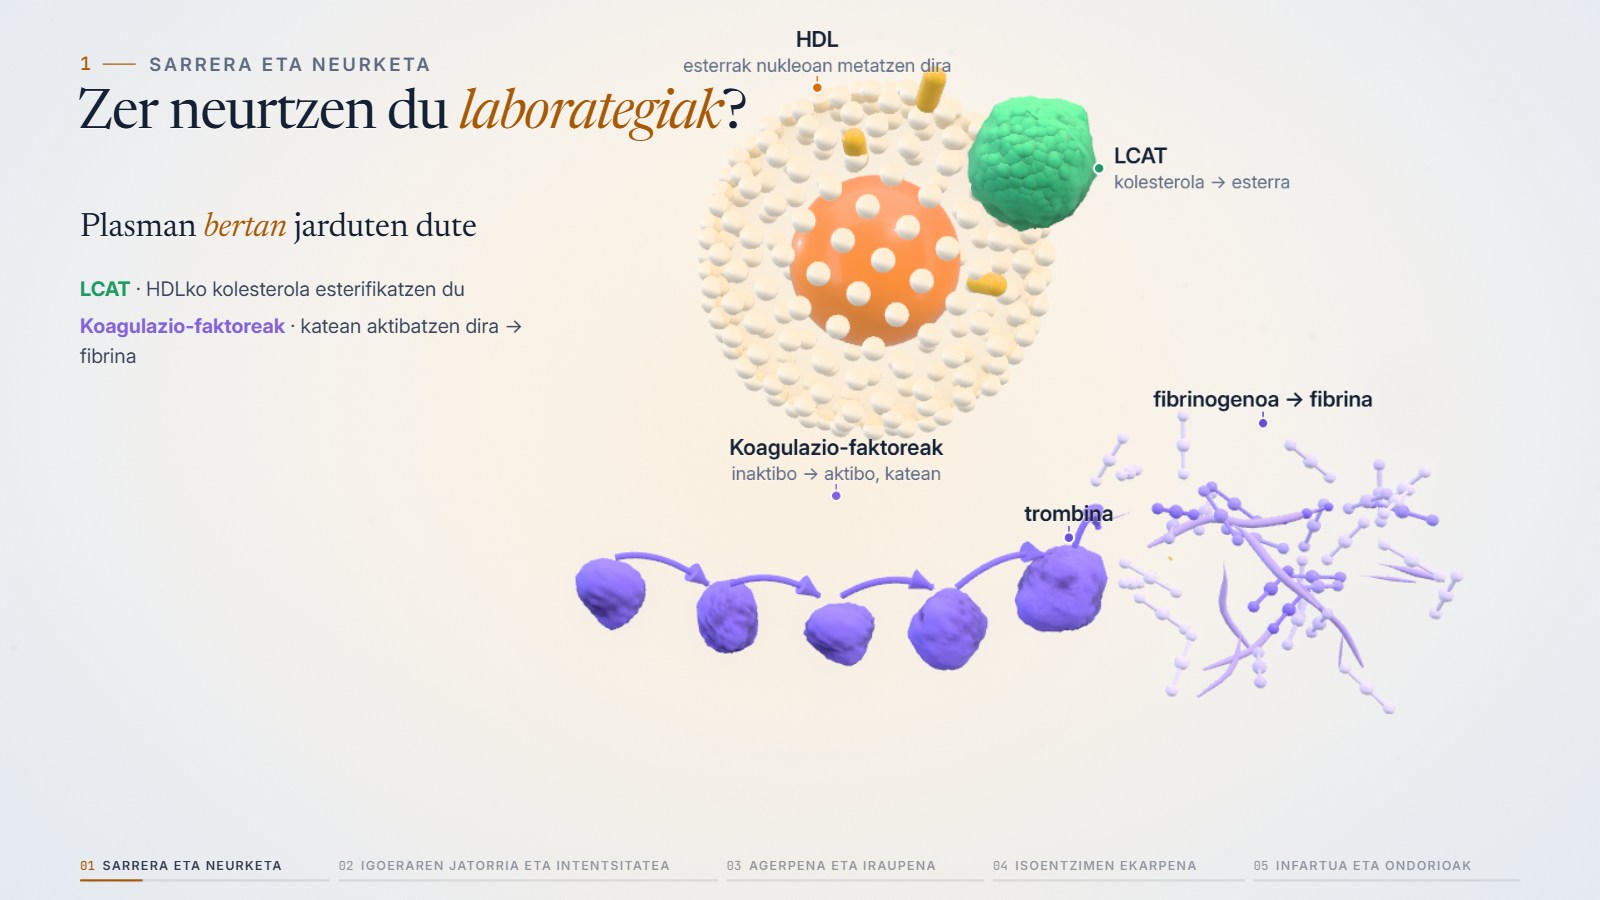 1 — SARRERA ETA NEURKETA
Zer neurtzen du laborategiak?
Plasman bertan jarduten dute
LCAT · HDLko kolesterola esterifikatzen du
Koagulazio-faktoreak · katean aktibatzen dira →
fibrina
HDL
esterrak nukleoan metatzen dira
LCAT
kolesterola → esterra
fibrinogenoa → fibrina
Koagulazio-faktoreak
inaktibo → aktibo, katean
trombina
01 SARRERA ETA NEURKETA
02 IGOERAREN JATORRIA ETA INTENTSITATEA
03 AGERPENA ETA IRAUPENA
04 ISOENTZIMEN EKARPENA
05 INFARTUA ETA ONDORIOAK